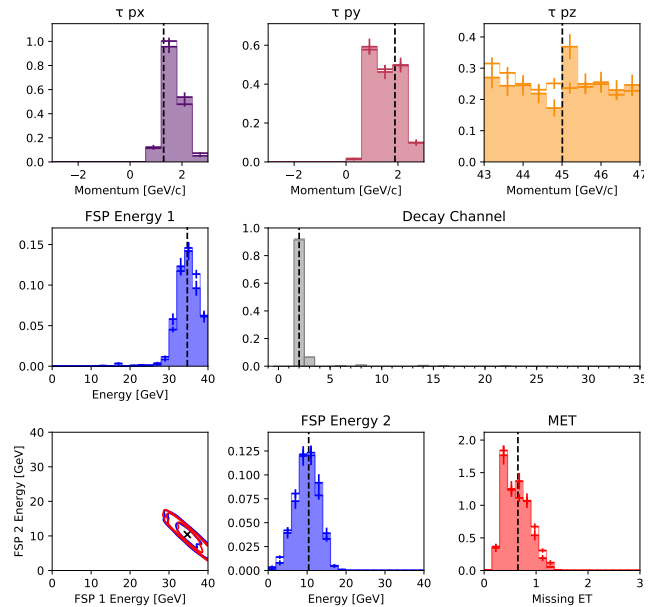 τ px
τ py
τ pz
1.0
0.8
0.6
0.4
0.2
0.0
−2 0 2
Momentum [GeV/c]
0.6
0.4
0.2
0.0
−2 0 2
Momentum [GeV/c]
0.4
0.3
0.2
0.1
0.0
43 44 45 46 47
Momentum [GeV/c]
FSP Energy 1
Decay Channel
0.15
0.10
0.05
0.00
0 10 20 30 40
Energy [GeV]
1.0
0.8
0.6
0.4
0.2
0.0
0 5 10 15 20 25 30 35
FSP Energy 2
MET
FSP 2 Energy [GeV]
40
30
20
10
0
0 10 20 30 40
FSP 1 Energy [GeV]
0.125
0.100
0.075
0.050
0.025
0.000
0 10 20 30 40
Energy [GeV]
2.0
1.5
1.0
0.5
0.0
0 1 2 3
Missing ET